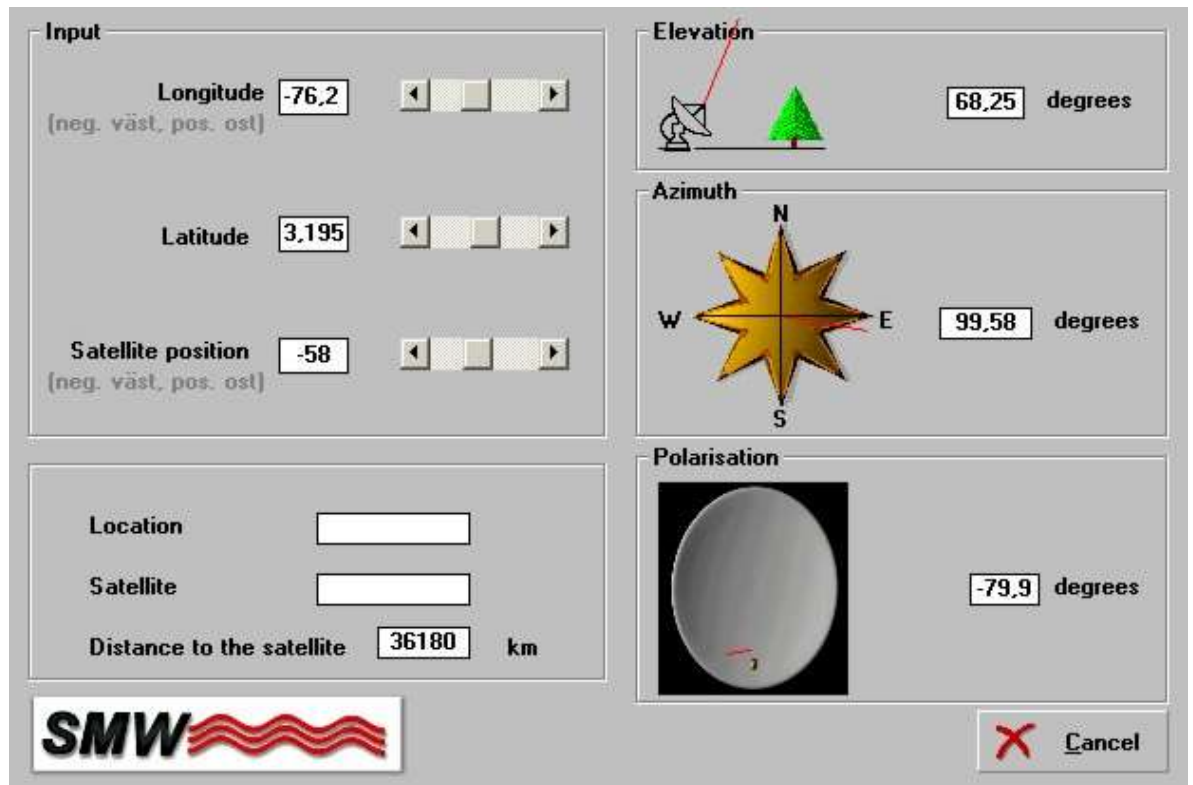 Input
Longitude -76,2
(neg. väst, pos. ost)
Latitude 3,195
Satellite position -58
(neg. väst, pos. ost)
Location
Satellite
Distance to the satellite 36180 km
SMW
Elevation
68,25 degrees
Azimuth
N
W E 99,58 degrees
S
Polarisation
-79,9 degrees
Cancel